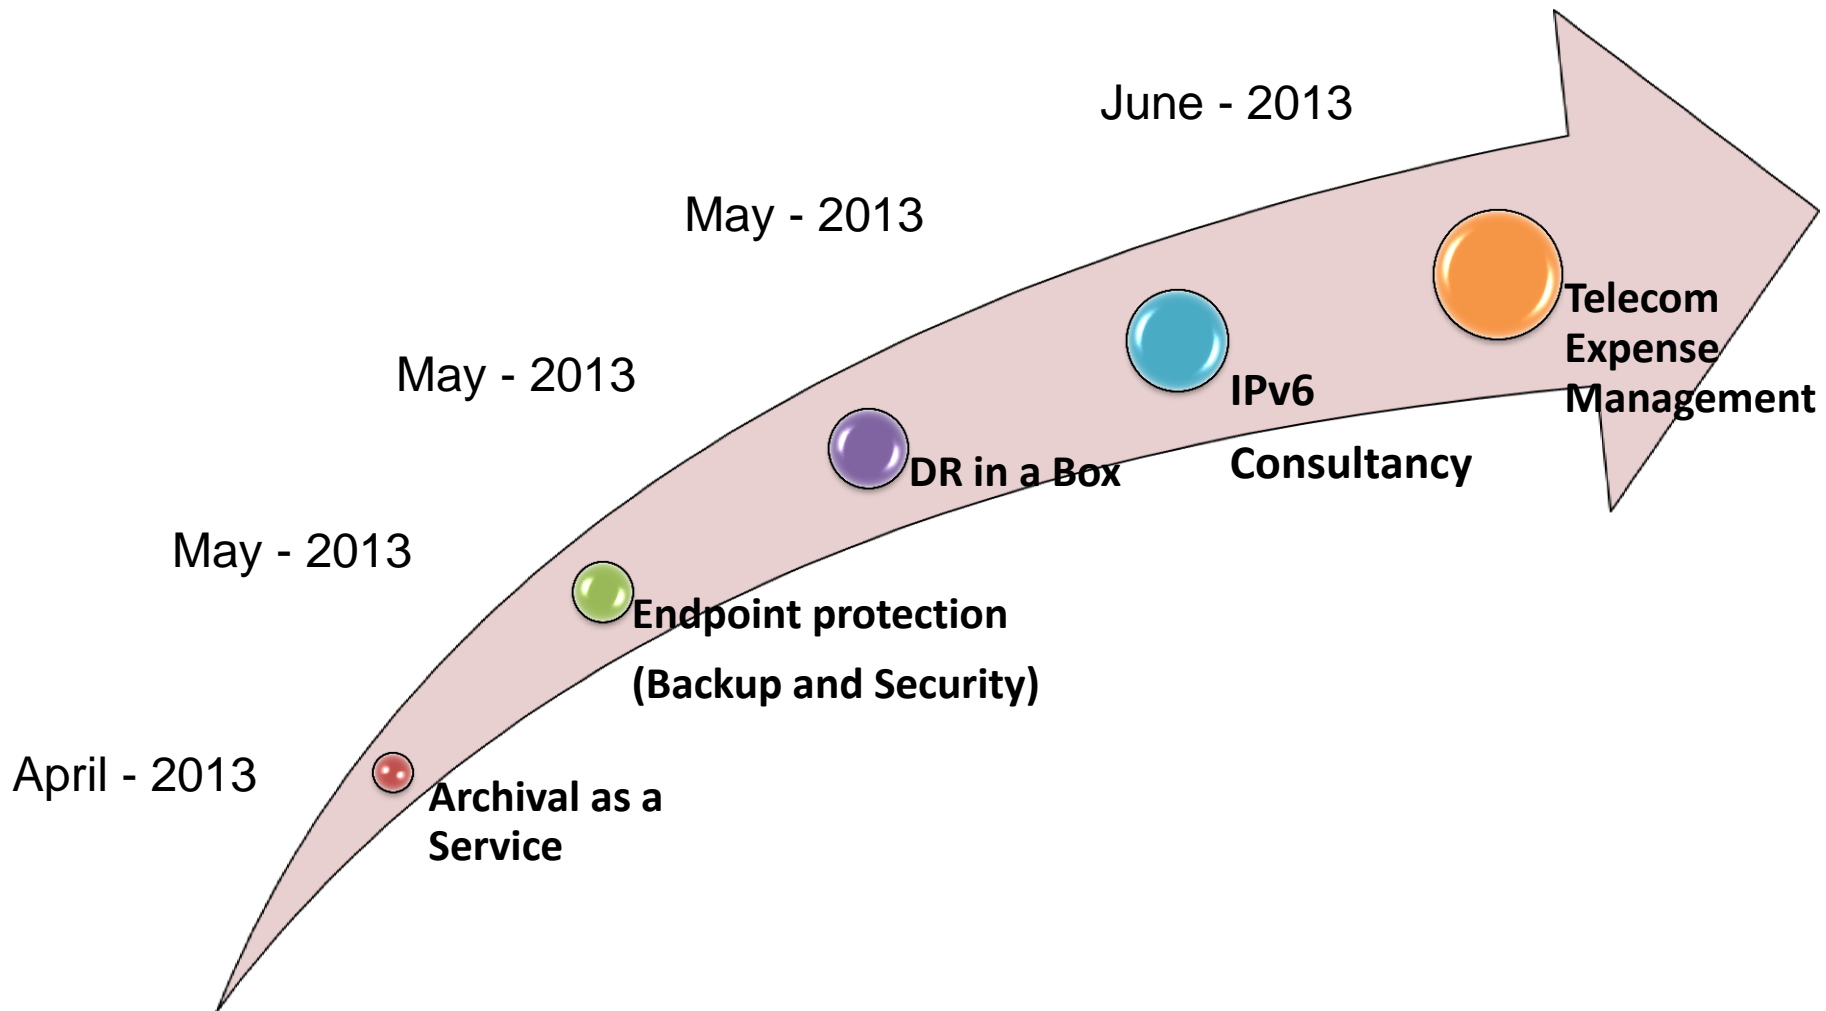 June - 2013
May - 2013
May - 2013
May - 2013
April - 2013
Telecom
Expense
Management
IPv6
Consultancy
DR in a Box
Endpoint protection
(Backup and Security)
Archival as a
Service